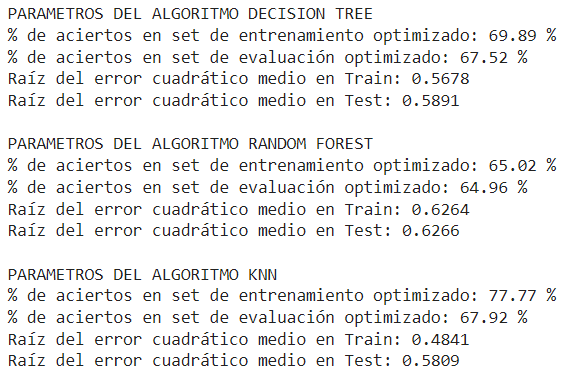 PARAMETROS DEL ALGORITMO DECISION TREE
% de aciertos en set de entrenamiento optimizado: 69.89 %
% de aciertos en set de evaluación optimizado: 67.52 %
Raíz del error cuadrático medio en Train: 0.5678
Raíz del error cuadrático medio en Test: 0.5891
PARAMETROS DEL ALGORITMO RANDOM FOREST
% de aciertos en set de entrenamiento optimizado: 65.02 %
% de aciertos en set de evaluación optimizado: 64.96 %
Raíz del error cuadrático medio en Train: 0.6264
Raíz del error cuadrático medio en Test: 0.6266
PARAMETROS DEL ALGORITMO KNN
% de aciertos en set de entrenamiento optimizado: 77.77 %
% de aciertos en set de evaluación optimizado: 67.92 %
Raíz del error cuadrático medio en Train: 0.4841
Raíz del error cuadrático medio en Test: 0.5809